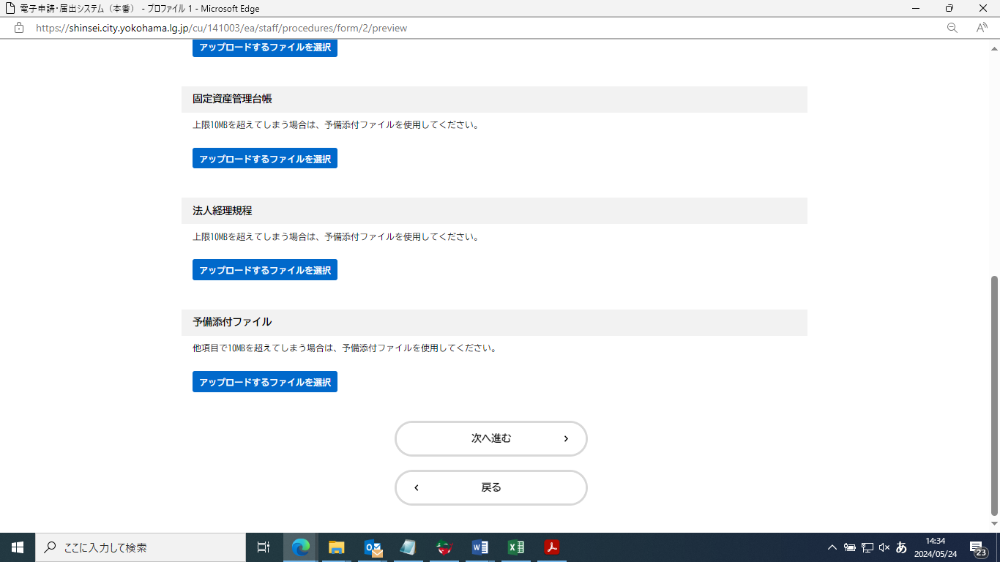 電子申請・届出システム（本番） - プロファイル 1 - Microsoft Edge
https://shinsei.city.yokohama.lg.jp/cu/141003/ea/staff/procedures/form/2/preview
アップロードするファイルを選択
固定資産管理台帳
上限10MBを超えてしまう場合は、予備添付ファイルを使用してください。
アップロードするファイルを選択
法人経理規程
上限10MBを超えてしまう場合は、予備添付ファイルを使用してください。
アップロードするファイルを選択
予備添付ファイル
他項目で10MBを超えてしまう場合は、予備添付ファイルを使用してください。
アップロードするファイルを選択
次へ進む
戻る
ここに入力して検索
あ
14:34
2024/05/24
23